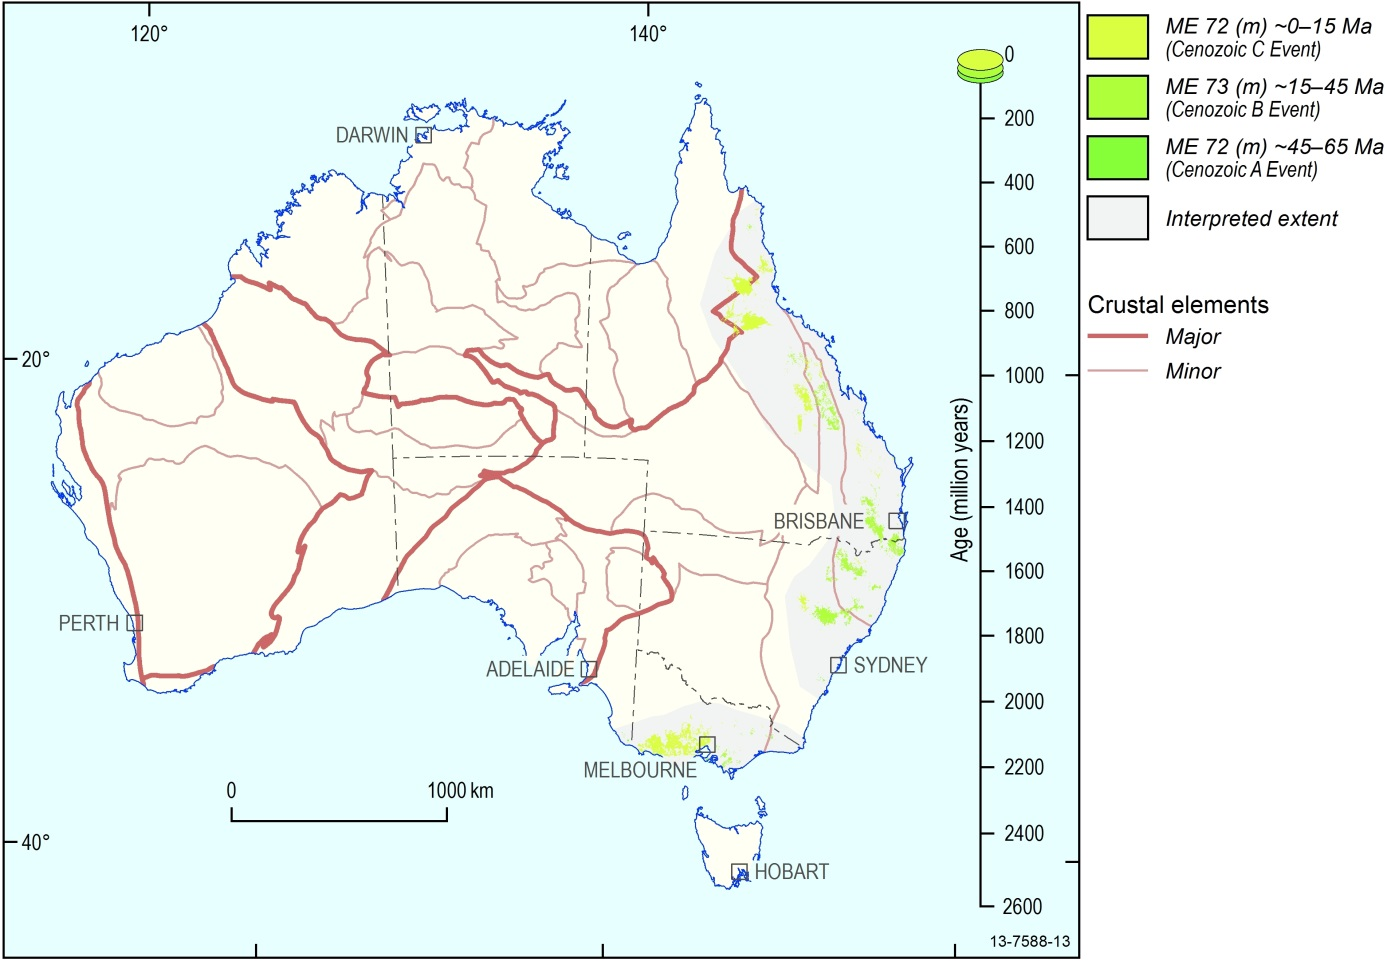 120°
140°
20°
40°
DARWIN
BRISBANE
PERTH
ADELAIDE
SYDNEY
MELBOURNE
HOBART
0
1000 km
Age (million years)
0
200
400
600
800
1000
1200
1400
1600
1800
2000
2200
2400
2600
13-7588-13
ME 72 (m) ~0–15 Ma
(Cenozoic C Event)
ME 73 (m) ~15–45 Ma
(Cenozoic B Event)
ME 72 (m) ~45–65 Ma
(Cenozoic A Event)
Interpreted extent
Crustal elements
Major
Minor